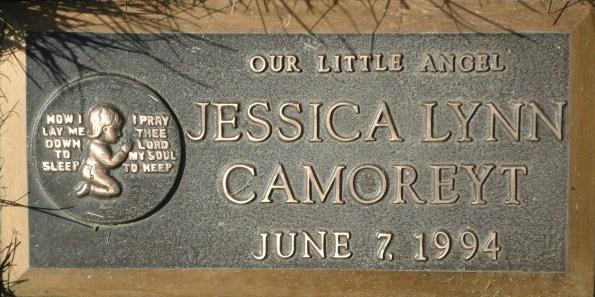 OUR LITTLE ANGEL
JESSICA LYNN
CAMOREYT
JUNE 7, 1994
NOW I
LAY ME
DOWN
TO
SLEEP
I PRAY
THEE
LORD
MY SOUL
TO KEEP